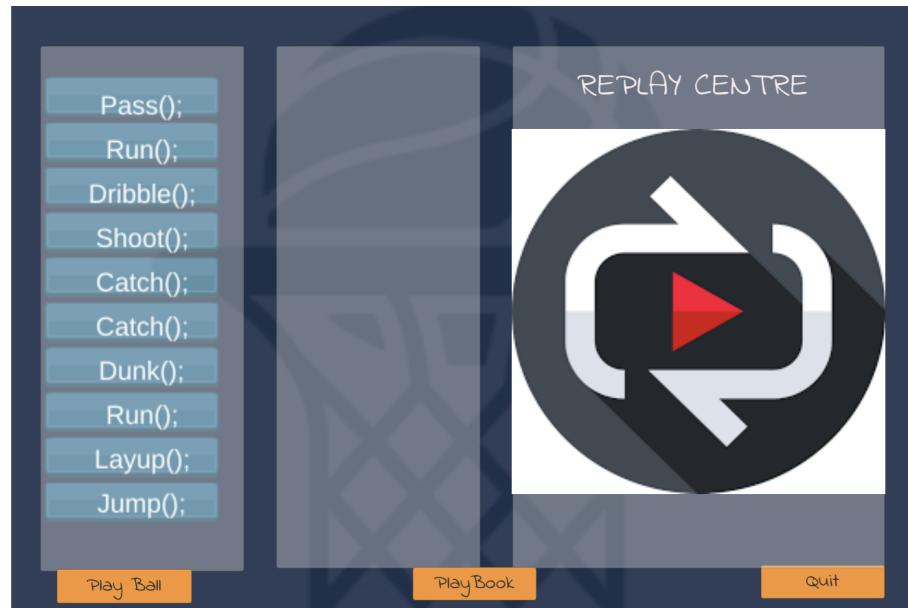 Pass();
Run();
Dribble();
Shoot();
Catch();
Catch();
Dunk();
Run();
Layup();
Jump();
REPLAY CENTRE
Play Ball
PlayBook
Quit